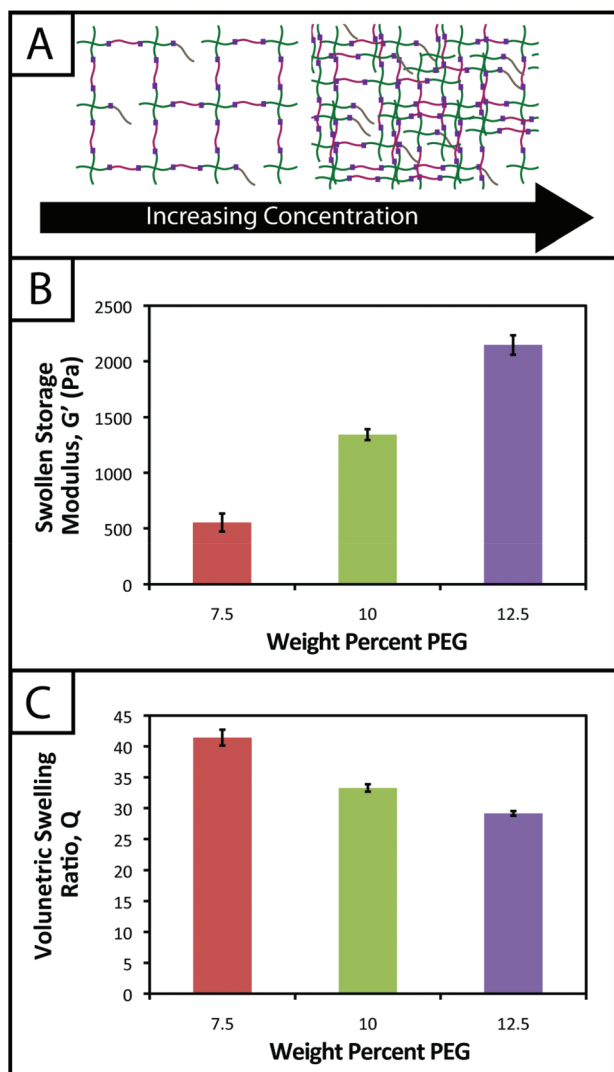 A
Increasing Concentration
B
Swollen Storage
Modulus, G' (Pa)
2500
2000
1500
1000
500
0
7.5
10
12.5
Weight Percent PEG
C
Volunetric Swelling
Ratio, Q
45
40
35
30
25
20
15
10
5
0
7.5
10
12.5
Weight Percent PEG